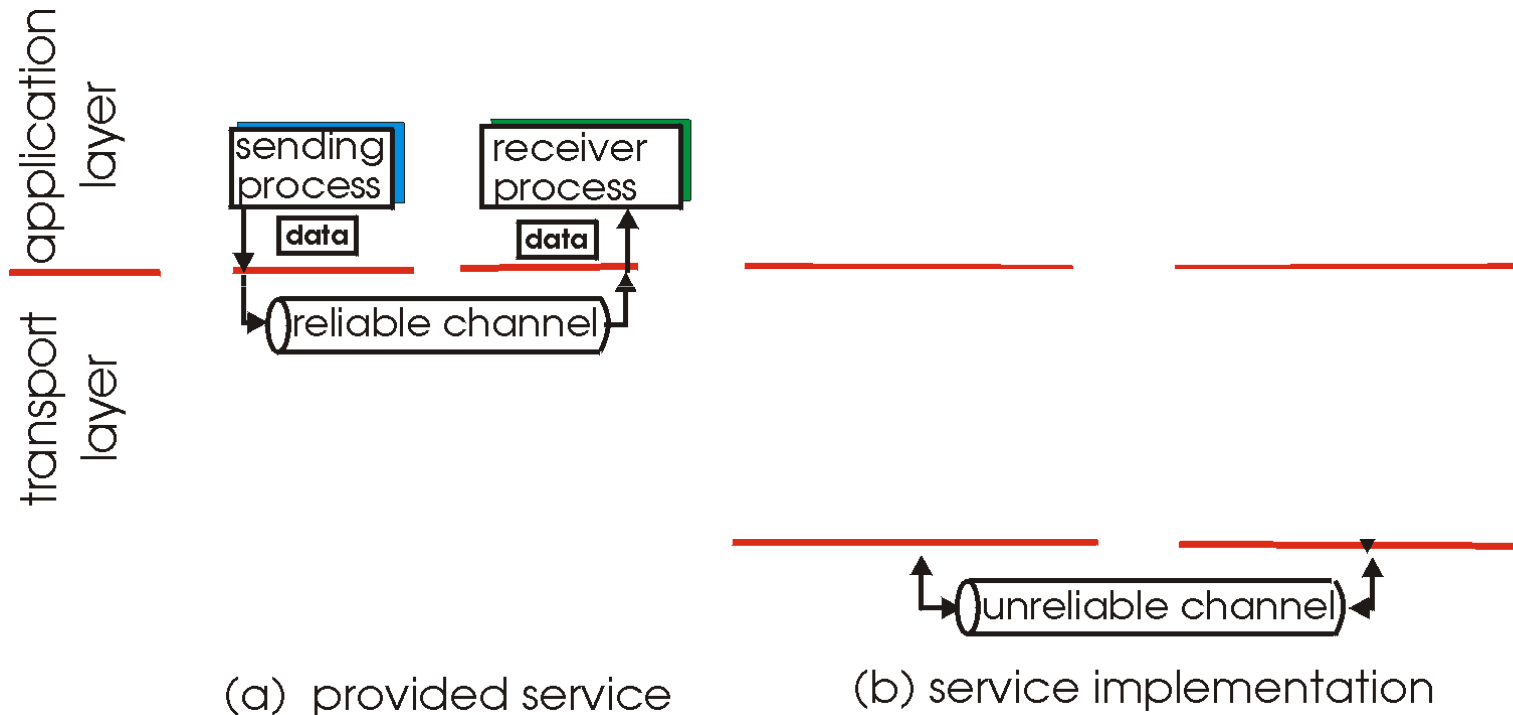 application
layer
transport
layer
sending
process
data
receiver
process
data
reliable channel
unreliable channel
(a) provided service
(b) service implementation